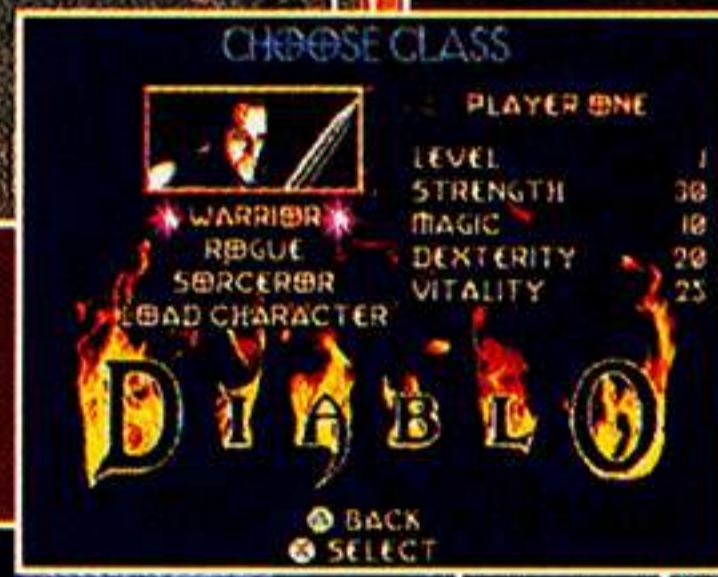 CHOOSE CLASS
PLAYER ONE
WARRIOR
ROGUE
SORCEROR
LOAD CHARACTER
LEVEL 1
STRENGTH 30
MAGIC 10
DEXTERITY 20
VITALITY 25
DIABLO
BACK
SELECT